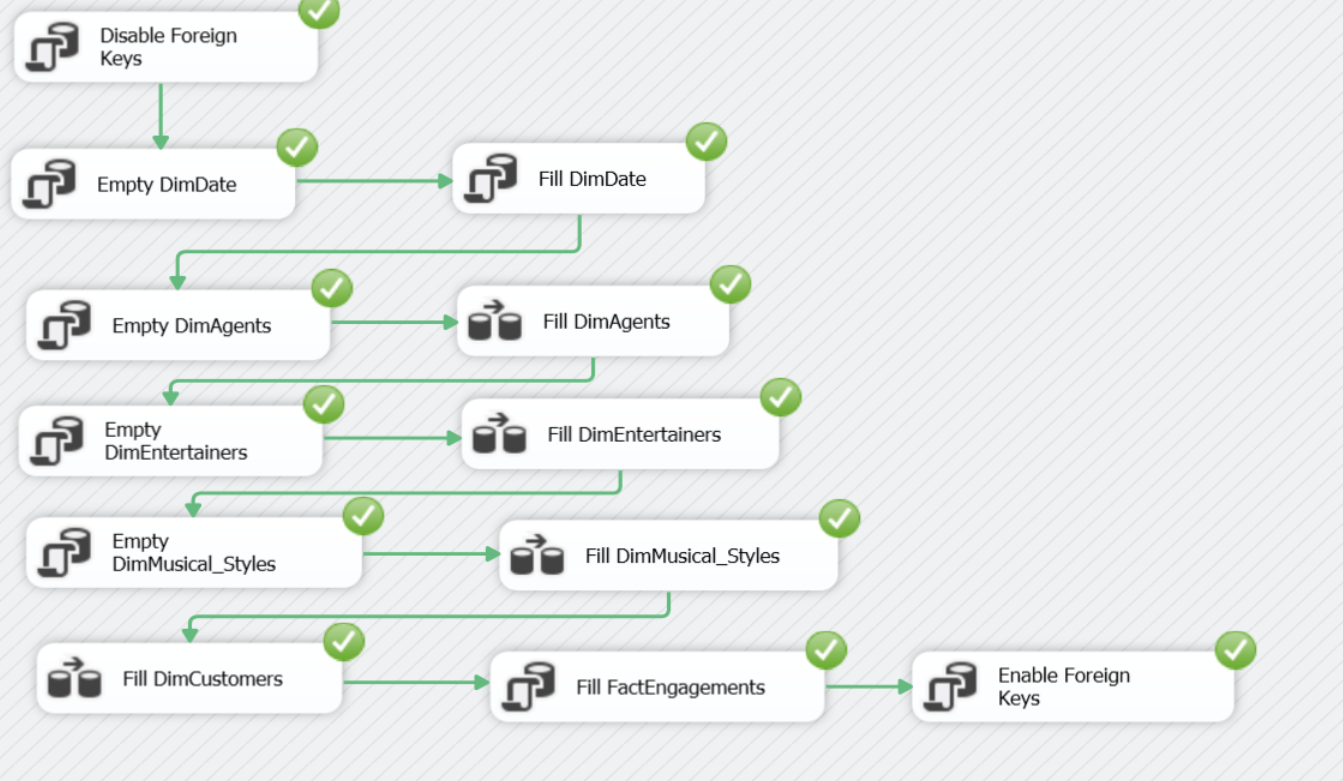 Disable Foreign
Keys
Empty DimDate
Fill DimDate
Empty DimAgents
Fill DimAgents
Empty
DimEntertainers
Fill DimEntertainers
Empty
DimMusical_Styles
Fill DimMusical_Styles
Fill DimCustomers
Fill FactEngagements
Enable Foreign
Keys